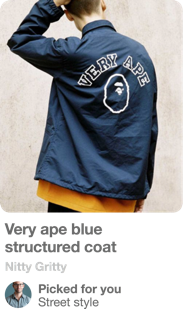 VERY APE
Very ape blue
structured coat
Nitty Gritty
Picked for you
Street style